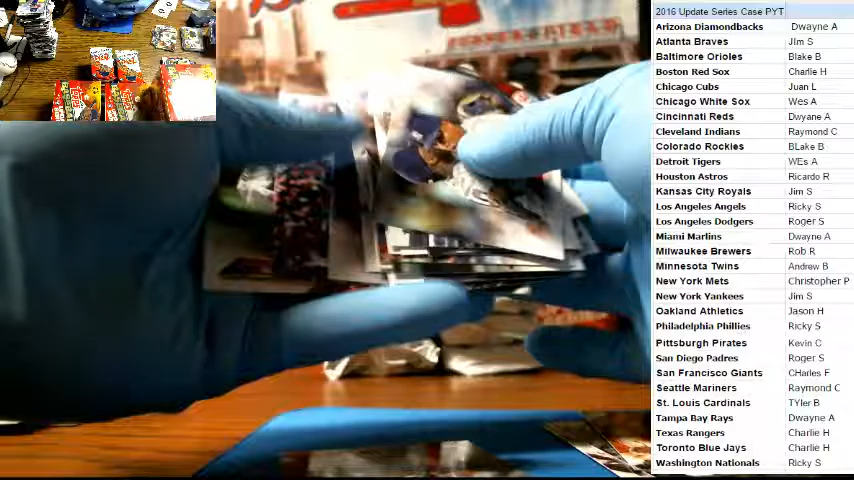 2016 Update Series Case PYT
Arizona Diamondbacks Dwayne A
Atlanta Braves JIm S
Baltimore Orioles Blake B
Boston Red Sox Charlie H
Chicago Cubs Juan L
Chicago White Sox Wes A
Cincinnati Reds Dwyane A
Cleveland Indians Raymond C
Colorado Rockies BLake B
Detroit Tigers WEs A
Houston Astros Ricardo R
Kansas City Royals Jim S
Los Angeles Angels Ricky S
Los Angeles Dodgers Roger S
Miami Marlins Dwayne A
Milwaukee Brewers Rob R
Minnesota Twins Andrew B
New York Mets Christopher P
New York Yankees Jim S
Oakland Athletics Jason H
Philadelphia Phillies Ricky S
Pittsburgh Pirates Kevin C
San Diego Padres Roger S
San Francisco Giants CHarles F
Seattle Mariners Raymond C
St. Louis Cardinals TYler B
Tampa Bay Rays Dwayne A
Texas Rangers Charlie H
Toronto Blue Jays Charlie H
Washington Nationals Ricky S